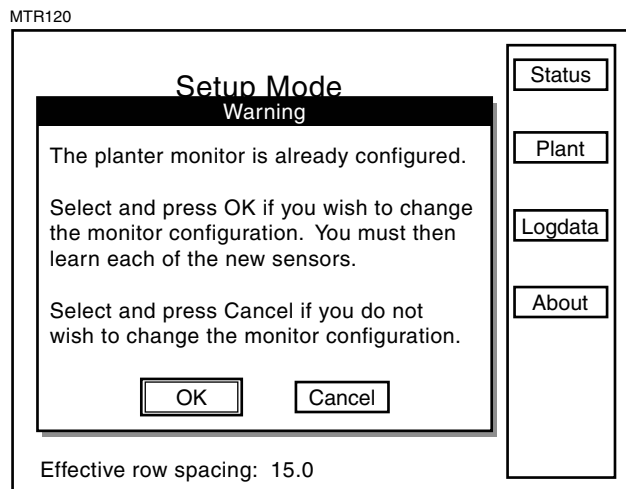 MTR120
Setup Mode
Warning
The planter monitor is already configured.
Select and press OK if you wish to change
the monitor configuration. You must then
learn each of the new sensors.
Select and press Cancel if you do not
wish to change the monitor configuration.
OK
Cancel
Effective row spacing: 15.0
Status
Plant
Logdata
About